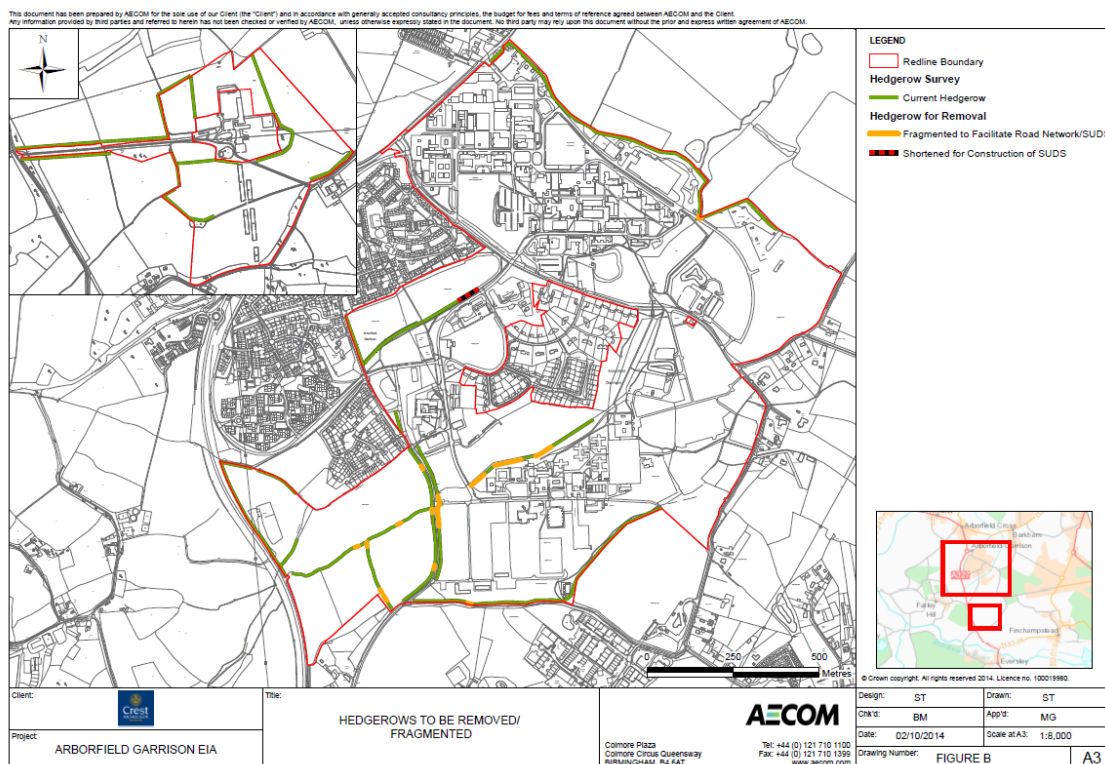 This document has been prepared by AECOM for the sole use of our Client (the "Client") and in accordance with generally accepted consultancy principles, the budget for fees and terms of reference agreed between AECOM and the Client.
Any information provided by third parties and referred to herein has not been checked or verified by AECOM, unless otherwise expressly stated in the document. No third party may rely upon this document without the prior and express written agreement of AECOM.
N
LEGEND
Redline Boundary
Hedgerow Survey
Current Hedgerow
Hedgerow for Removal
Fragmented to Facilitate Road Network/SUDS
Shortened for Construction of SUDS
Arborfield Cross
Barkham
Arborfield Garrison
A327
Farley
Hill
Finchampstead
Eversley
0 250 500
Metres
© Crown copyright. All rights reserved 2014. Licence no. 100019980.
Client:
Crest
NICHOLSON
Project:
ARBORFIELD GARRISON EIA
Title:
HEDGEROWS TO BE REMOVED/
FRAGMENTED
AECOM
Colmore Plaza
Colmore Circus Queensway
BIRMINGHAM, B4 6AT
Tel: +44 (0) 121 710 1100
Fax: +44 (0) 121 710 1399
www.aecom.com
Design: ST
Drawn: ST
Chk'd: BM
App'd: MG
Date: 02/10/2014
Scale at A3: 1:8,000
Drawing Number: FIGURE B
A3